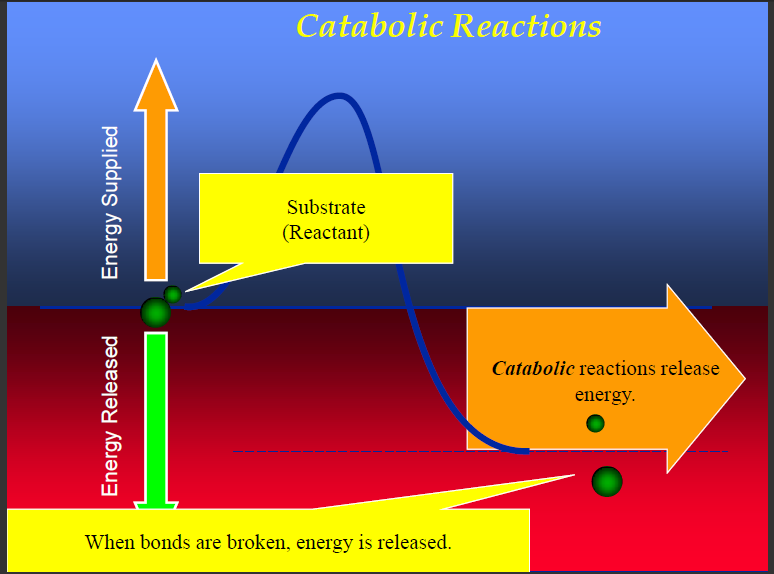 Catabolic Reactions
Energy Supplied
Substrate
(Reactant)
Energy Released
Catabolic reactions release
energy.
When bonds are broken, energy is released.